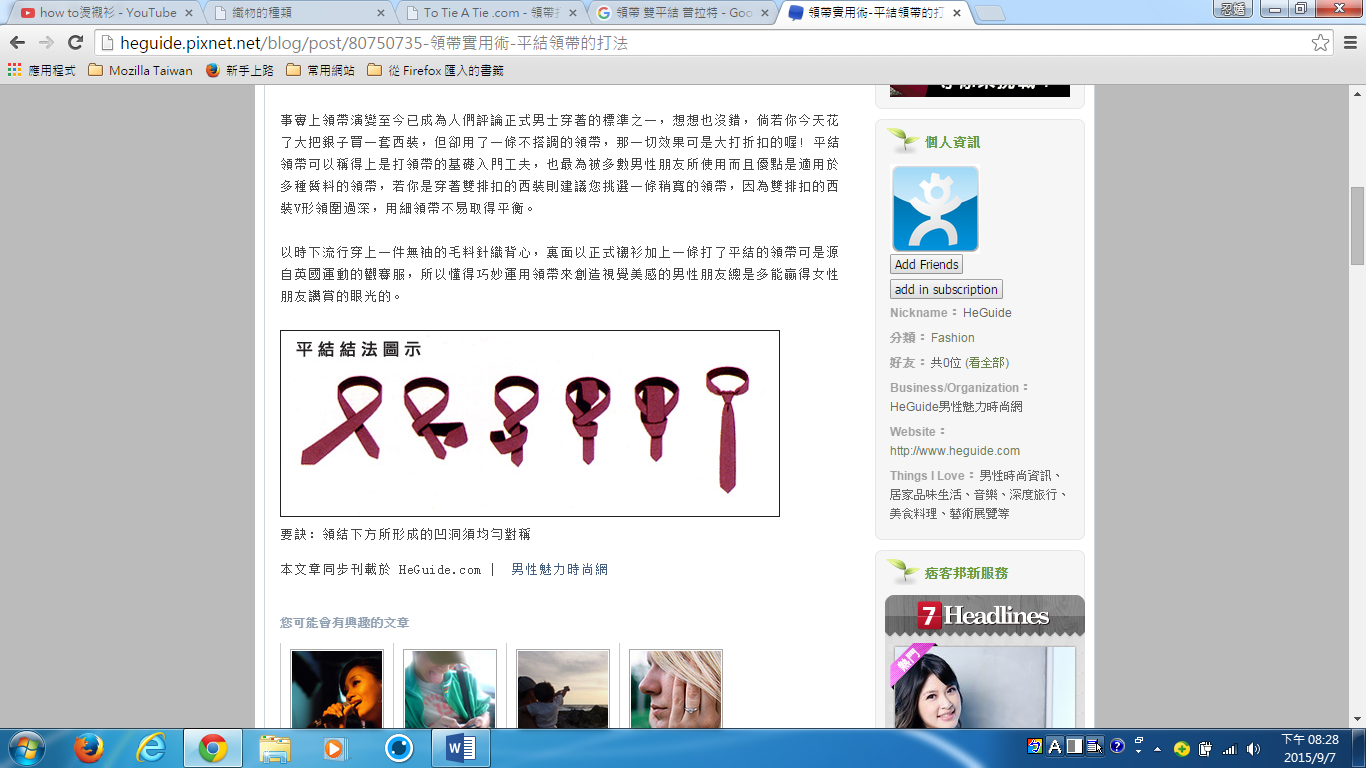 how to燙襯衫 - YouTube
織物的種類
To Tie A Tie .com - 領帶打
領帶 雙平結 普拉特 - Goo
領帶實用術-平結領帶的打
heguide.pixnet.net/blog/post/80750735-領帶實用術-平結領帶的打法
應用程式
Mozilla Taiwan
新手上路
常用網站
從 Firefox 匯入的書籤
事實上領帶演變至今已成為人們評論正式男士穿著的標準之一，想想也沒錯，倘若你今天花
了大把銀子買一套西裝，但卻用了一條不搭調的領帶，那一切效果可是大打折扣的喔! 平結
領帶可以稱得上是打領帶的基礎入門工夫，也最為被多數男性朋友所使用而且優點是適用於
多種質料的領帶，若你是穿著雙排扣的西裝則建議您挑選一條稍寬的領帶，因為雙排扣的西
裝V形領圍過深，用細領帶不易取得平衡。
以時下流行穿上一件無袖的毛料針織背心，裏面以正式襯衫加上一條打了平結的領帶可是源
自英國運動的觀賽服，所以懂得巧妙運用領帶來創造視覺美感的男性朋友總是多能贏得女性
朋友讚賞的眼光的。
平結結法圖示
要訣: 領結下方所形成的凹洞須均勻對稱
本文章同步刊載於 HeGuide.com | 男性魅力時尚網
您可能會有興趣的文章
個人資訊
Add Friends
add in subscription
Nickname： HeGuide
分類： Fashion
好友： 共0位 (看全部)
Business/Organization：
HeGuide男性魅力時尚網
Website：
http://www.heguide.com
Things I Love： 男性時尚資訊、
居家品味生活、音樂、深度旅行、
美食料理、藝術展覽等
痞客邦新服務
7 Headlines
熱門
下午 08:28
2015/9/7